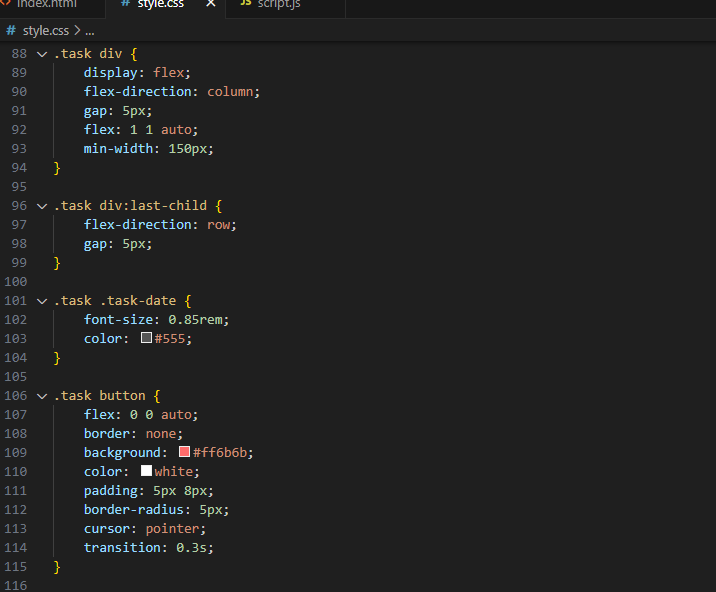 index.html
# style.css X JS script.js
# style.css > ...
88 .task div {
89 display: flex;
90 flex-direction: column;
91 gap: 5px;
92 flex: 1 1 auto;
93 min-width: 150px;
94 }
95
96 .task div:last-child {
97 flex-direction: row;
98 gap: 5px;
99 }
100
101 .task .task-date {
102 font-size: 0.85rem;
103 color: #555;
104 }
105
106 .task button {
107 flex: 0 0 auto;
108 border: none;
109 background: #ff6b6b;
110 color: white;
111 padding: 5px 8px;
112 border-radius: 5px;
113 cursor: pointer;
114 transition: 0.3s;
115 }
116